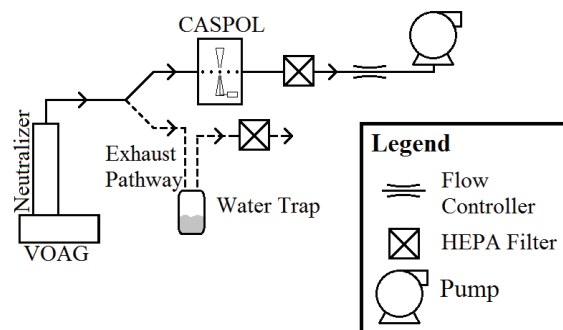 CASPOL
Neutralizer
Exhaust
Pathway
Water Trap
VOAG
Legend
Flow
Controller
HEPA Filter
Pump